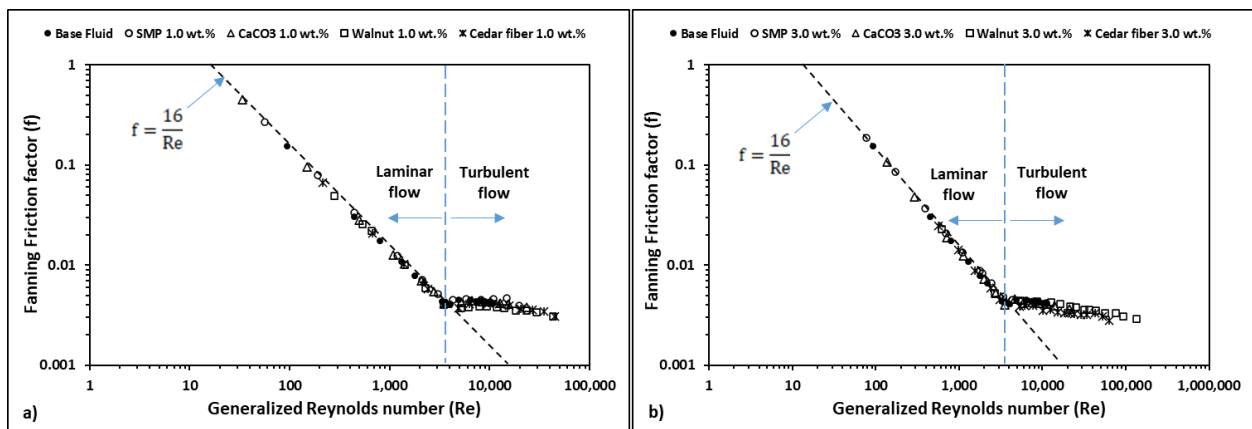 Base Fluid SMP 1.0 wt.% CaCO3 1.0 wt.% Walnut 1.0 wt.% Cedar fiber 1.0 wt.%
1
f = 16/Re
0.1
Laminar flow
Turbulent flow
Fanning Friction factor (f)
0.01
0.001
1 10 100 1,000 10,000 100,000
a) Generalized Reynolds number (Re)
Base Fluid SMP 3.0 wt.% CaCO3 3.0 wt.% Walnut 3.0 wt.% Cedar fiber 3.0 wt.%
1
f = 16/Re
0.1
Laminar flow
Turbulent flow
Fanning Friction factor (f)
0.01
0.001
1 10 100 1,000 10,000 100,000 1,000,000
b) Generalized Reynolds number (Re)